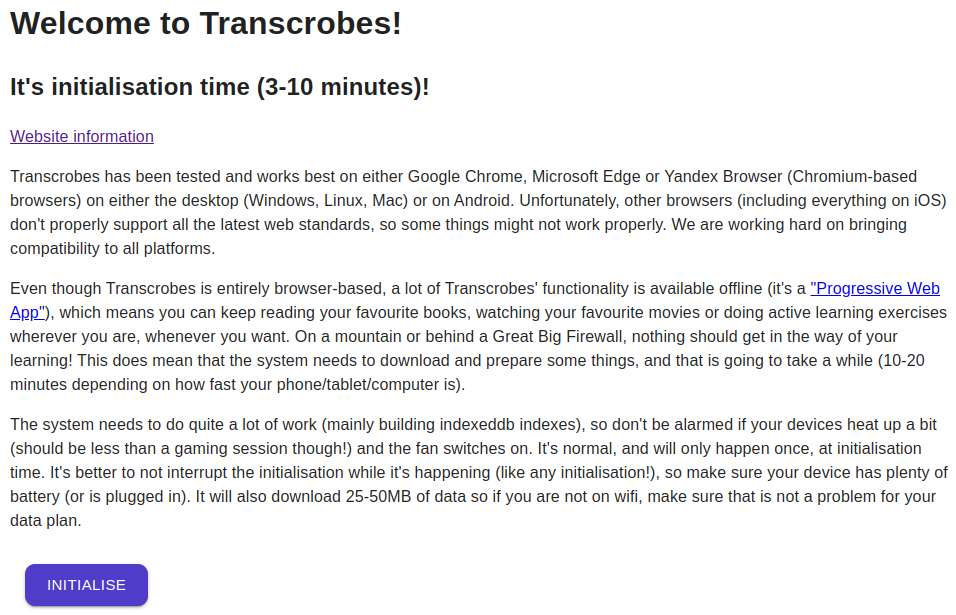 Welcome to Transcrobes!
It's initialisation time (3-10 minutes)!
Website information
Transcrobes has been tested and works best on either Google Chrome, Microsoft Edge or Yandex Browser (Chromium-based
browsers) on either the desktop (Windows, Linux, Mac) or on Android. Unfortunately, other browsers (including everything on iOS)
don't properly support all the latest web standards, so some things might not work properly. We are working hard on bringing
compatibility to all platforms.
Even though Transcrobes is entirely browser-based, a lot of Transcrobes' functionality is available offline (it's a "Progressive Web
App"), which means you can keep reading your favourite books, watching your favourite movies or doing active learning exercises
wherever you are, whenever you want. On a mountain or behind a Great Big Firewall, nothing should get in the way of your
learning! This does mean that the system needs to download and prepare some things, and that is going to take a while (10-20
minutes depending on how fast your phone/tablet/computer is).
The system needs to do quite a lot of work (mainly building indexeddb indexes), so don't be alarmed if your devices heat up a bit
(should be less than a gaming session though!) and the fan switches on. It's normal, and will only happen once, at initialisation
time. It's better to not interrupt the initialisation while it's happening (like any initialisation!), so make sure your device has plenty of
battery (or is plugged in). It will also download 25-50MB of data so if you are not on wifi, make sure that is not a problem for your
data plan.
INITIALISE